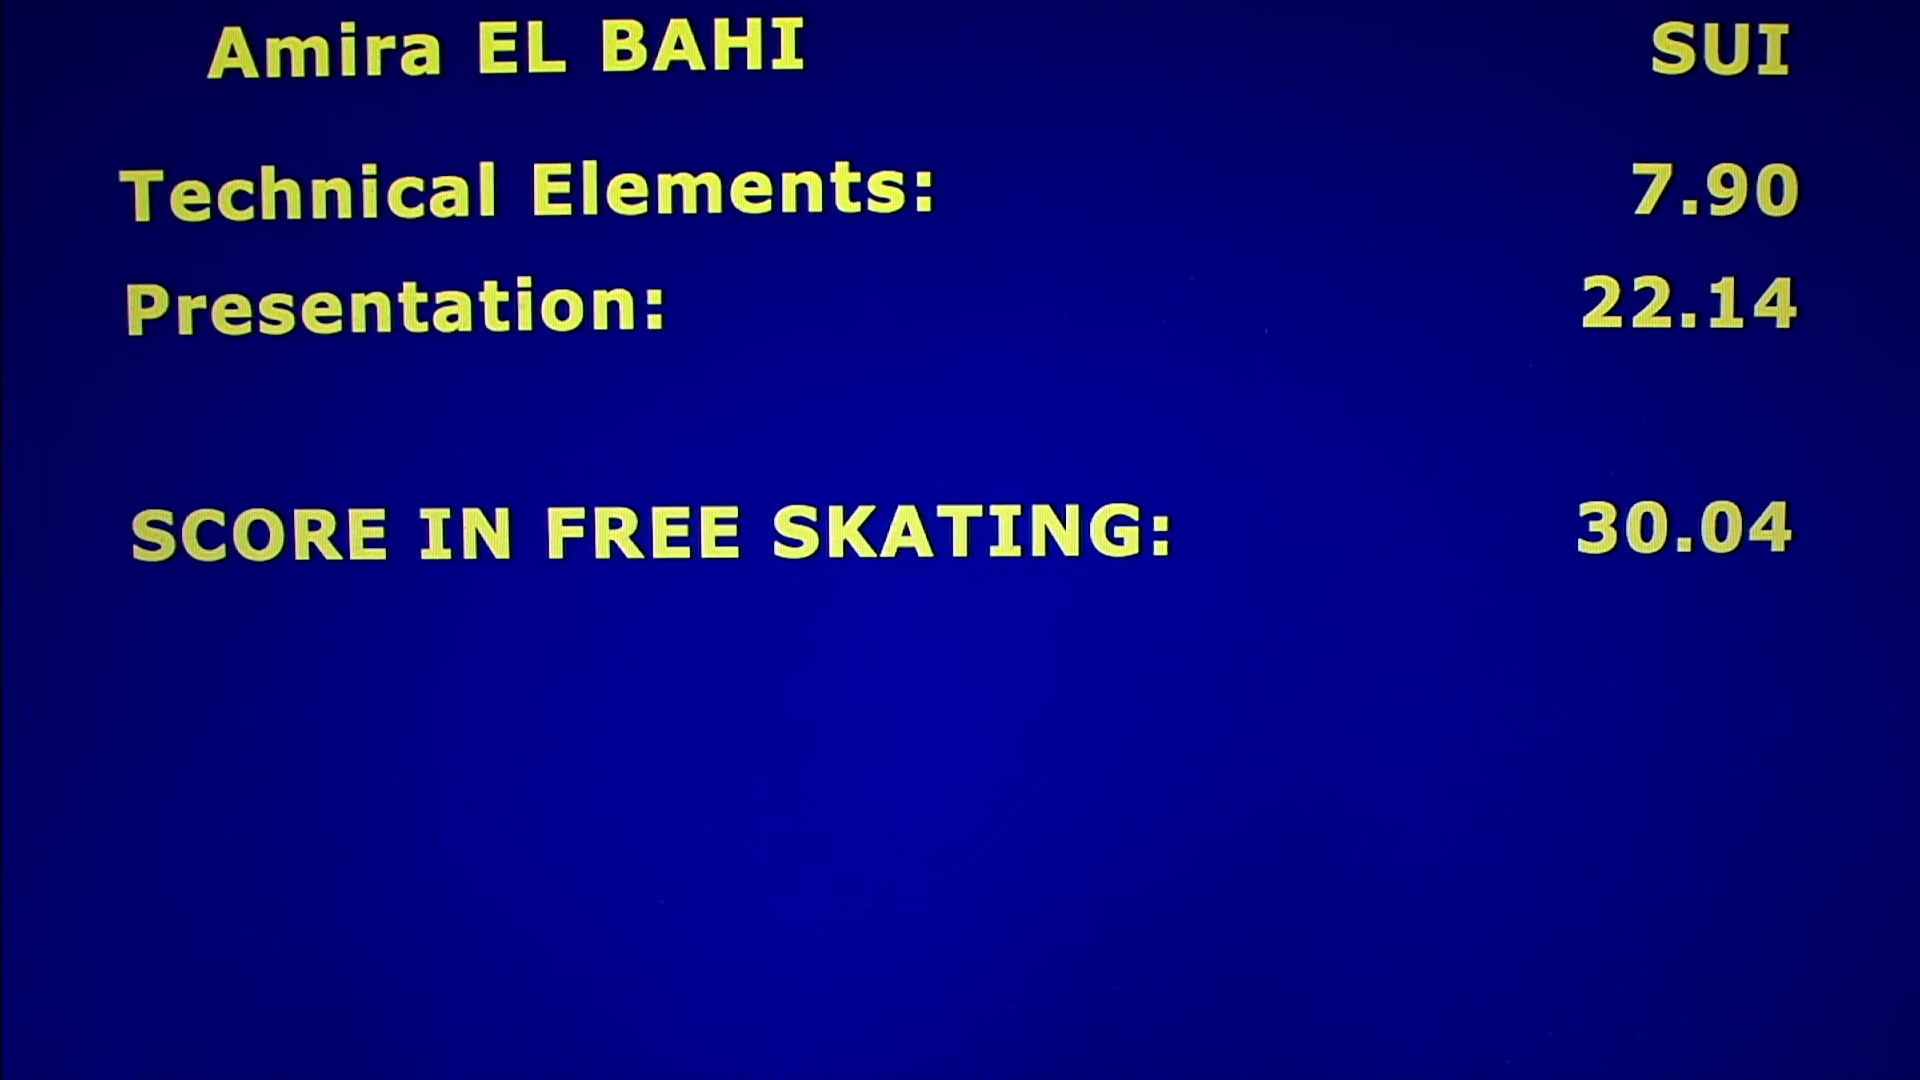 Amira EL BAHI SUI
Technical Elements: 7.90
Presentation: 22.14
SCORE IN FREE SKATING: 30.04